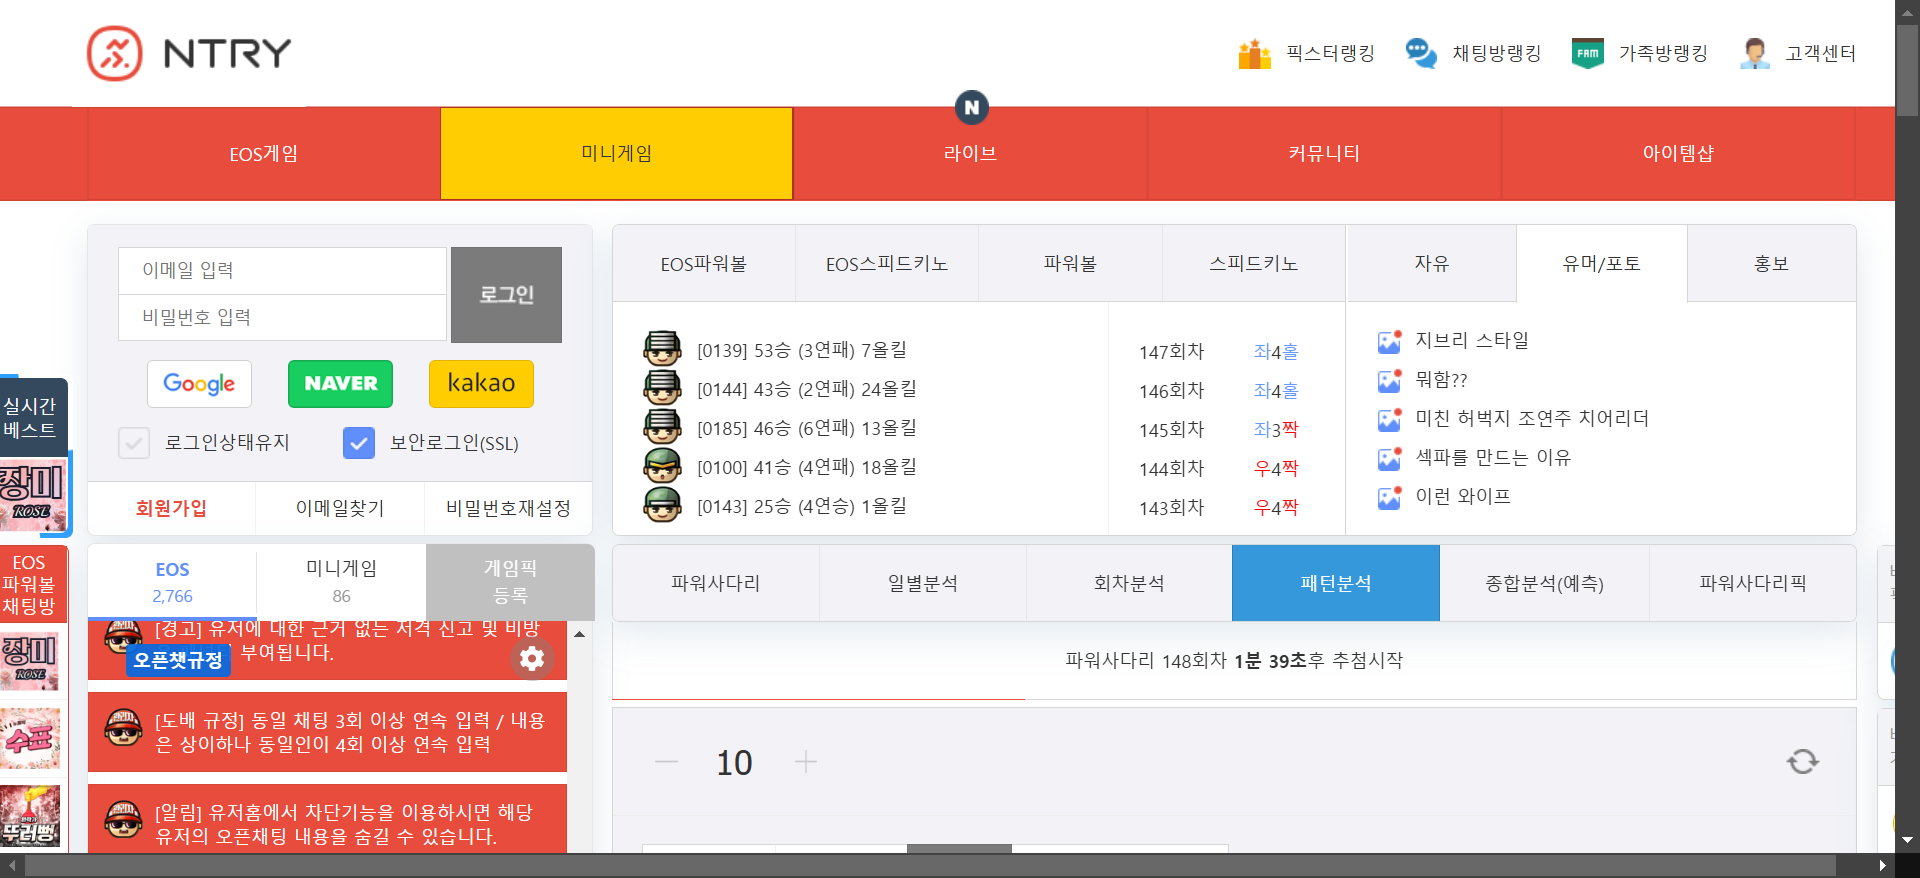 NTRY
픽스터랭킹
채팅방랭킹
FAM
가족방랭킹
고객센터
N
EOS게임
미니게임
라이브
커뮤니티
아이템샵
이메일 입력
비밀번호 입력
로그인
Google
NAVER
kakao
로그인상태유지
보안로그인(SSL)
회원가입
이메일찾기
비밀번호재설정
EOS파워볼
EOS스피드키노
파워볼
스피드키노
[0139] 53승 (3연패) 7올킬
[0144] 43승 (2연패) 24올킬
[0185] 46승 (6연패) 13올킬
[0100] 41승 (4연패) 18올킬
[0143] 25승 (4연승) 1올킬
147회차 좌4홀
146회차 좌4홀
145회차 좌3짝
144회차 우4짝
143회차 우4짝
자유
유머/포토
홍보
지브리 스타일
뭐함??
미친 허벅지 조연주 치어리더
섹파를 만드는 이유
이런 와이프
실시간
베스트
장미
ROSE
EOS
파워볼
채팅방
장미
ROSE
수표
뚜러뻥
EOS
2,766
미니게임
86
게임픽
등록
[경고] 유저에 대한 근거 없는 저격 신고 및 비방
부여됩니다.
오픈챗규정
[도배 규정] 동일 채팅 3회 이상 연속 입력 / 내용
은 상이하나 동일인이 4회 이상 연속 입력
[알림] 유저홈에서 차단기능을 이용하시면 해당
유저의 오픈채팅 내용을 숨길 수 있습니다.
파워사다리
일별분석
회차분석
패턴분석
종합분석(예측)
파워사다리픽
파워사다리 148회차 1분 39초후 추첨시작
10